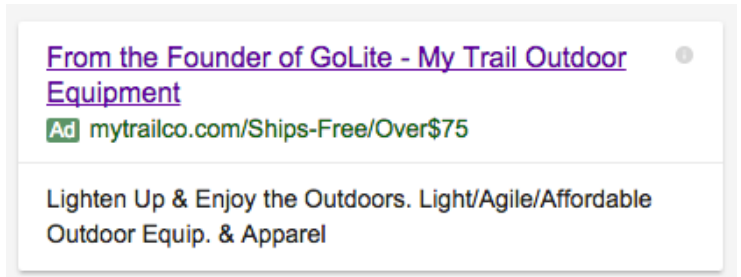 From the Founder of GoLite - My Trail Outdoor
Equipment
Ad mytrailco.com/Ships-Free/Over$75
Lighten Up & Enjoy the Outdoors. Light/Agile/Affordable
Outdoor Equip. & Apparel